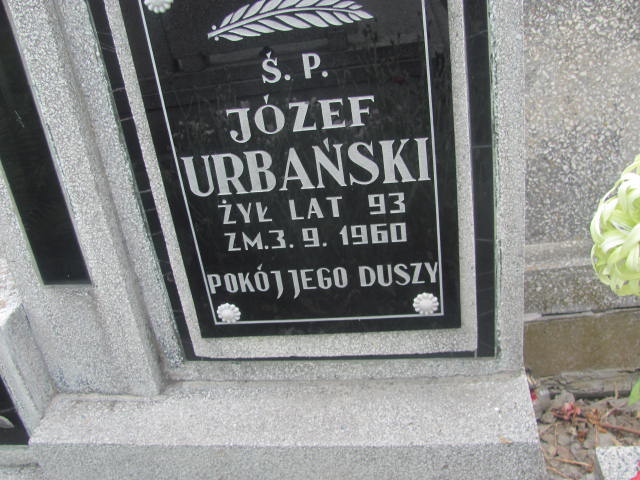 Ś. P.
JÓZEF
URBAŃSKI
ŻYŁ LAT 93
ZM. 3. 9. 1960
POKÓJ JEGO DUSZY